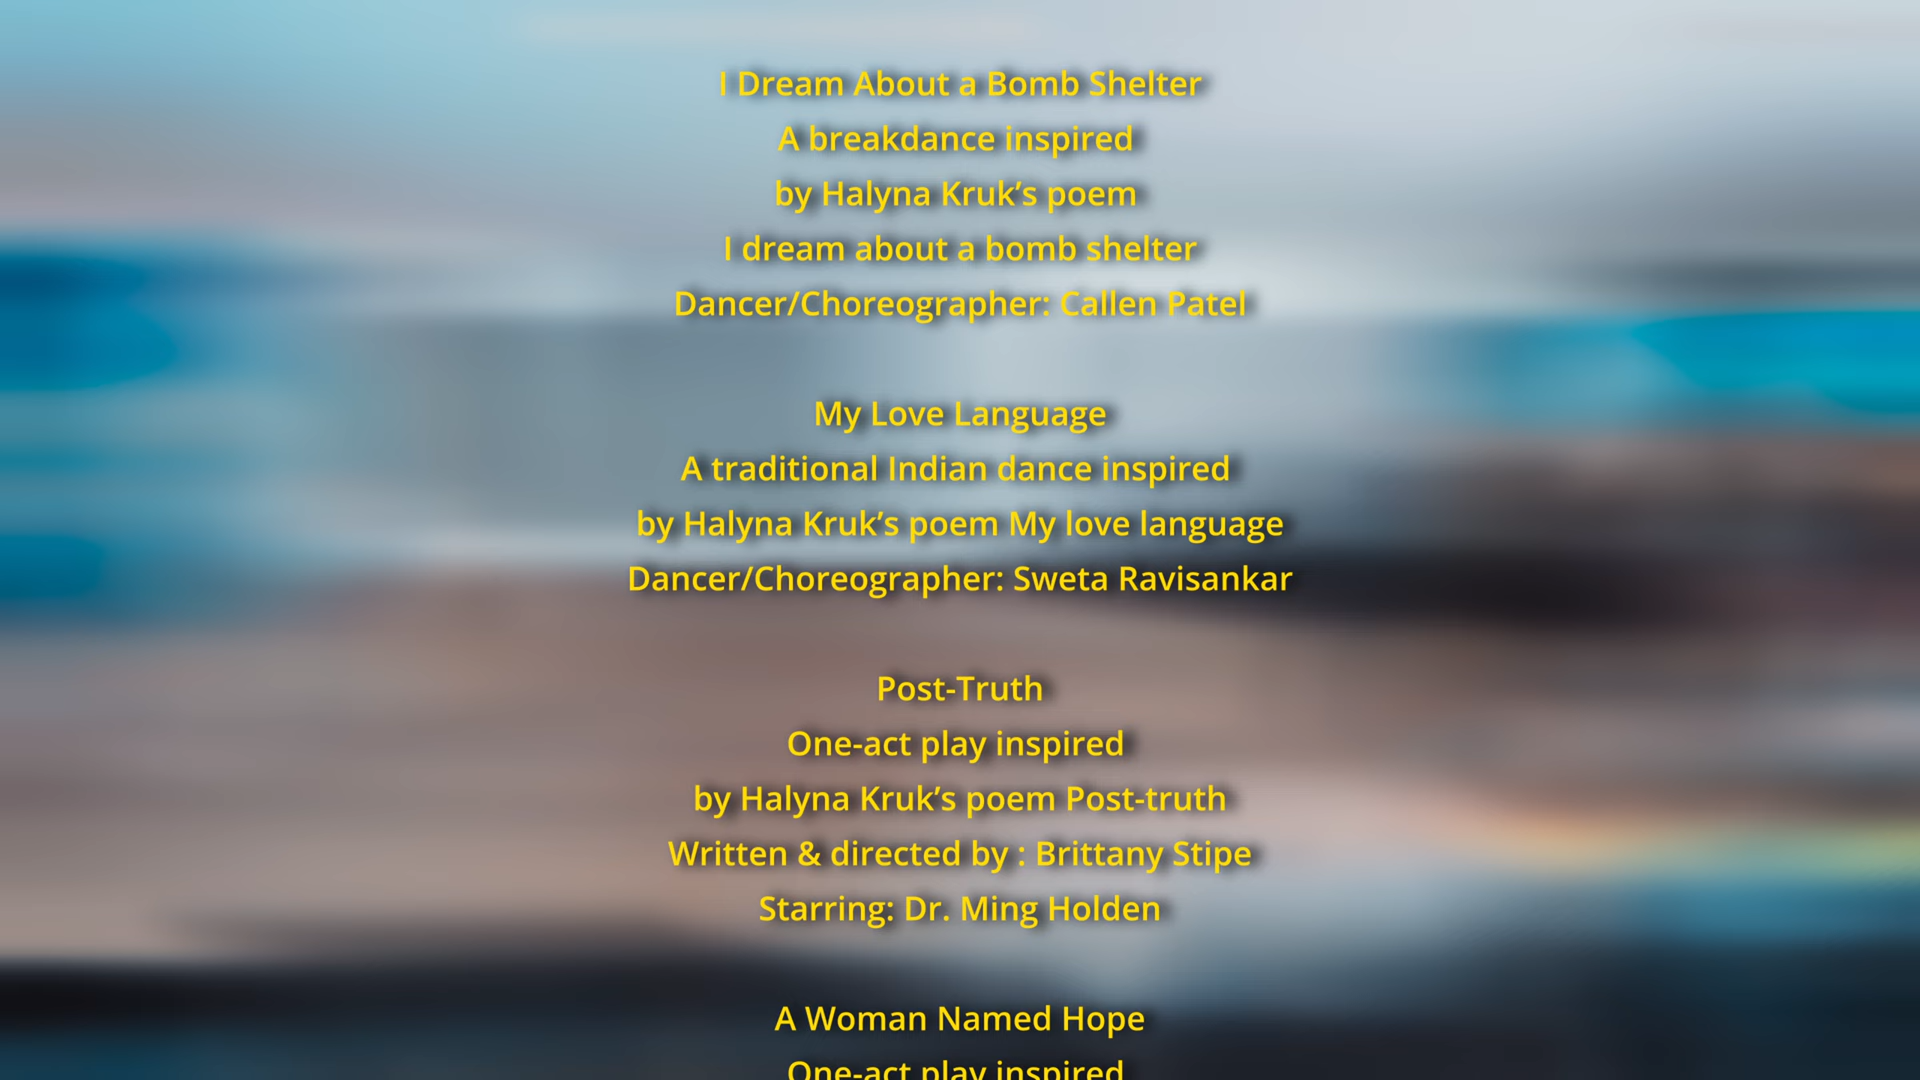 I Dream About a Bomb Shelter
A breakdance inspired
by Halyna Kruk’s poem
I dream about a bomb shelter
Dancer/Choreographer: Callen Patel
My Love Language
A traditional Indian dance inspired
by Halyna Kruk’s poem My love language
Dancer/Choreographer: Sweta Ravisankar
Post-Truth
One-act play inspired
by Halyna Kruk’s poem Post-truth
Written & directed by : Brittany Stipe
Starring: Dr. Ming Holden
A Woman Named Hope
One-act play inspired